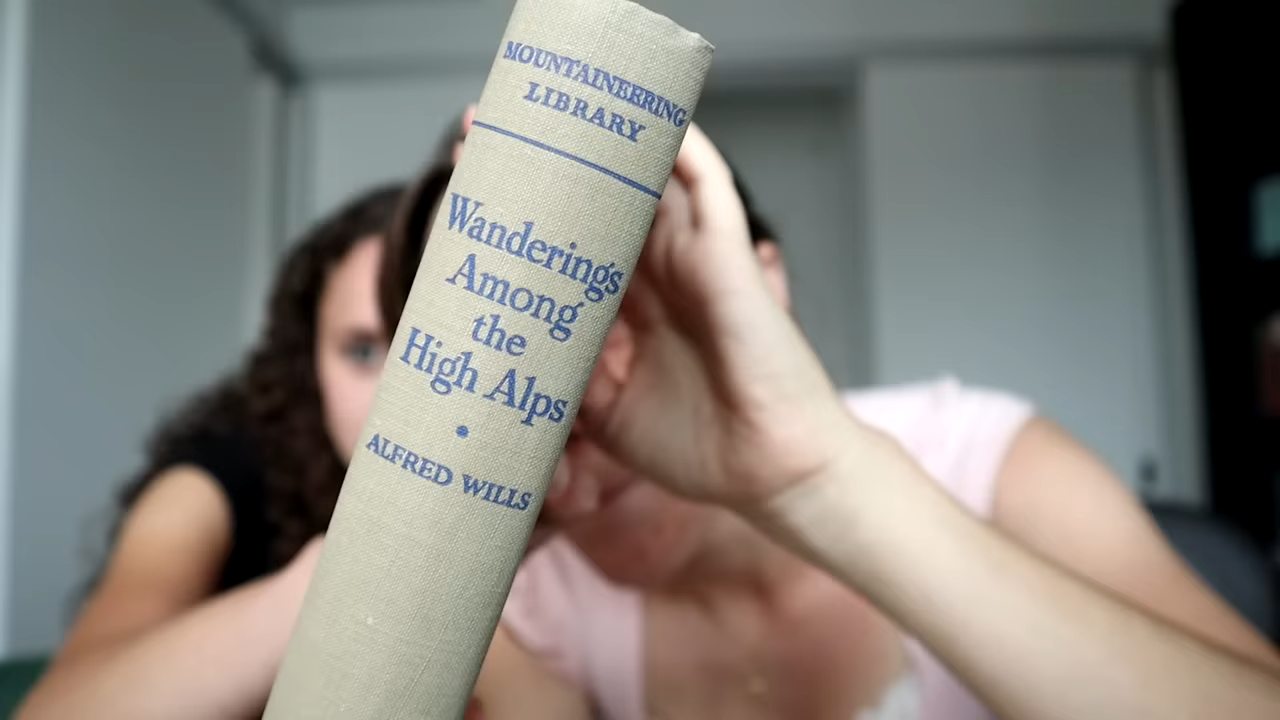 MOUNTAINEERING
LIBRARY
Wanderings
Among
the
High Alps
•
ALFRED WILLS